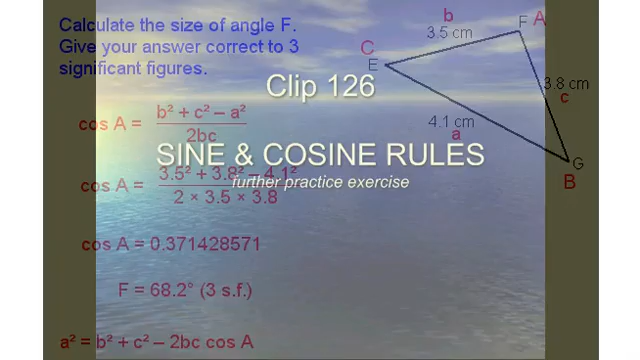 Calculate the size of angle F.
Give your answer correct to 3
significant figures.
b
3.5 cm
F A
C
E
3.8 cm
c
4.1 cm
a
G
B
Clip 126
SINE & COSINE RULES
further practice exercise
cos A = b² + c² – a²
2bc
cos A = 3.5² + 3.8² – 4.1²
2 × 3.5 × 3.8
cos A = 0.371428571
F = 68.2° (3 s.f.)
a² = b² + c² – 2bc cos A